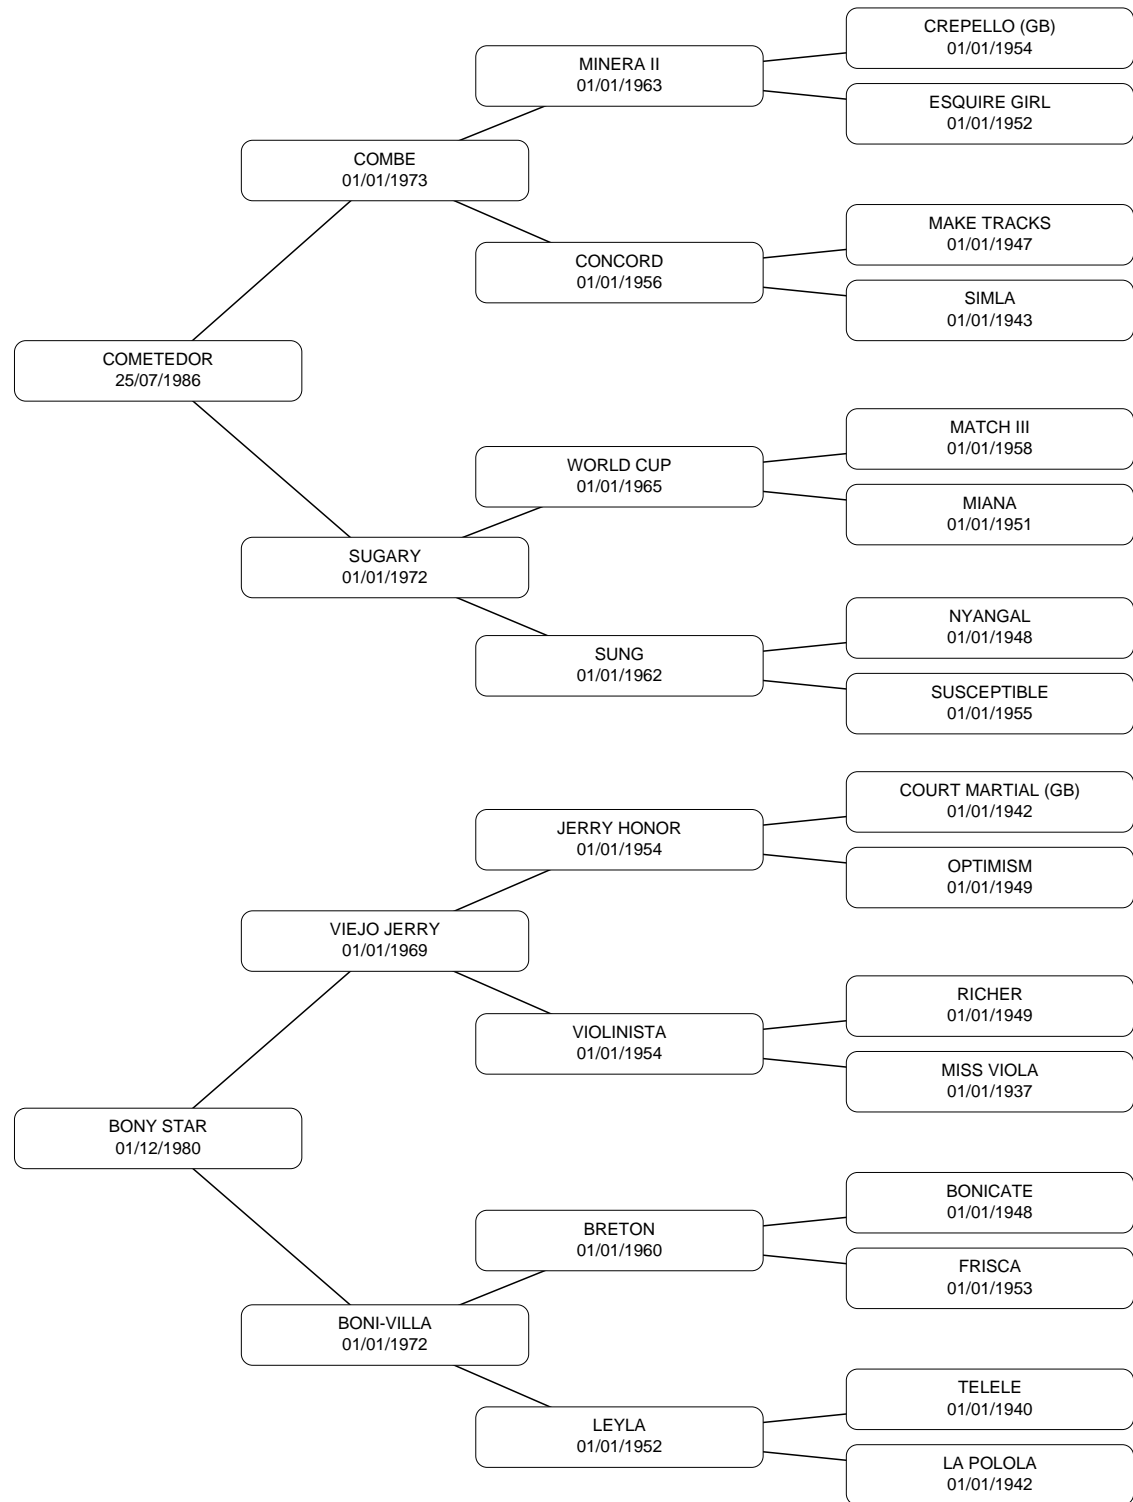 CREPELLO (GB)
01/01/1954
MINERA II
01/01/1963
ESQUIRE GIRL
01/01/1952
COMBE
01/01/1973
MAKE TRACKS
01/01/1947
CONCORD
01/01/1956
SIMLA
01/01/1943
COMETEDOR
25/07/1986
MATCH III
01/01/1958
WORLD CUP
01/01/1965
MIANA
01/01/1951
SUGARY
01/01/1972
NYANGAL
01/01/1948
SUNG
01/01/1962
SUSCEPTIBLE
01/01/1955
COURT MARTIAL (GB)
01/01/1942
JERRY HONOR
01/01/1954
OPTIMISM
01/01/1949
VIEJO JERRY
01/01/1969
RICHER
01/01/1949
VIOLINISTA
01/01/1954
MISS VIOLA
01/01/1937
BONY STAR
01/12/1980
BONICATE
01/01/1948
BRETON
01/01/1960
FRISCA
01/01/1953
BONI-VILLA
01/01/1972
TELELE
01/01/1940
LEYLA
01/01/1952
LA POLOLA
01/01/1942